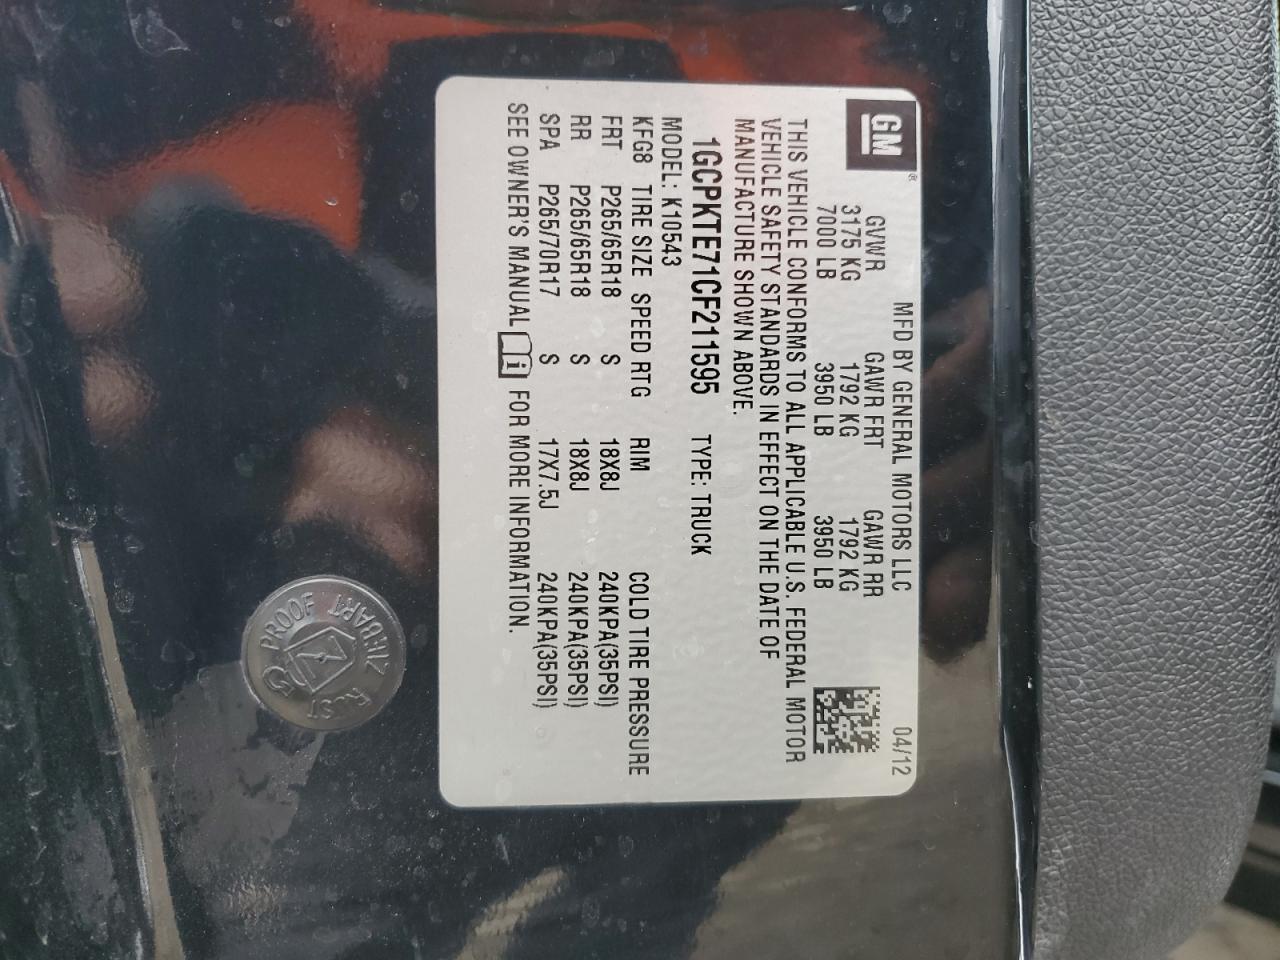 GM®
MFD BY GENERAL MOTORS LLC 04/12
GVWR GAWR FRT GAWR RR
3175 KG 1792 KG 1792 KG
7000 LB 3950 LB 3950 LB
THIS VEHICLE CONFORMS TO ALL APPLICABLE U.S. FEDERAL MOTOR
VEHICLE SAFETY STANDARDS IN EFFECT ON THE DATE OF
MANUFACTURE SHOWN ABOVE.
1GCPKTE71CF211595 TYPE: TRUCK
MODEL: K10543
KFG8 TIRE SIZE SPEED RTG RIM COLD TIRE PRESSURE
FRT P265/65R18 S 18X8J 240KPA(35PSI)
RR P265/65R18 S 18X8J 240KPA(35PSI)
SPA P265/70R17 S 17X7.5J 240KPA(35PSI)
SEE OWNER'S MANUAL i FOR MORE INFORMATION.
ZIEBART
RUST PROOF